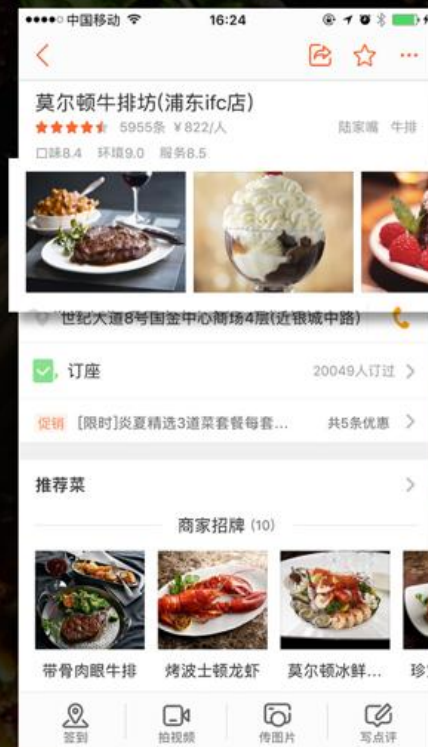 中国移动 16:24
莫尔顿牛排坊(浦东ifc店)
5955条 ¥822/人 陆家嘴 牛排
口味8.4 环境9.0 服务8.5
世纪大道8号国金中心商场4层(近银城中路)
订座 20049人订过
促销 [限时]炎夏精选3道菜套餐每套... 共5条优惠
推荐菜
商家招牌 (10)
带骨肉眼牛排 烤波士顿龙虾 莫尔顿冰鲜...
签到 拍视频 传图片 写点评